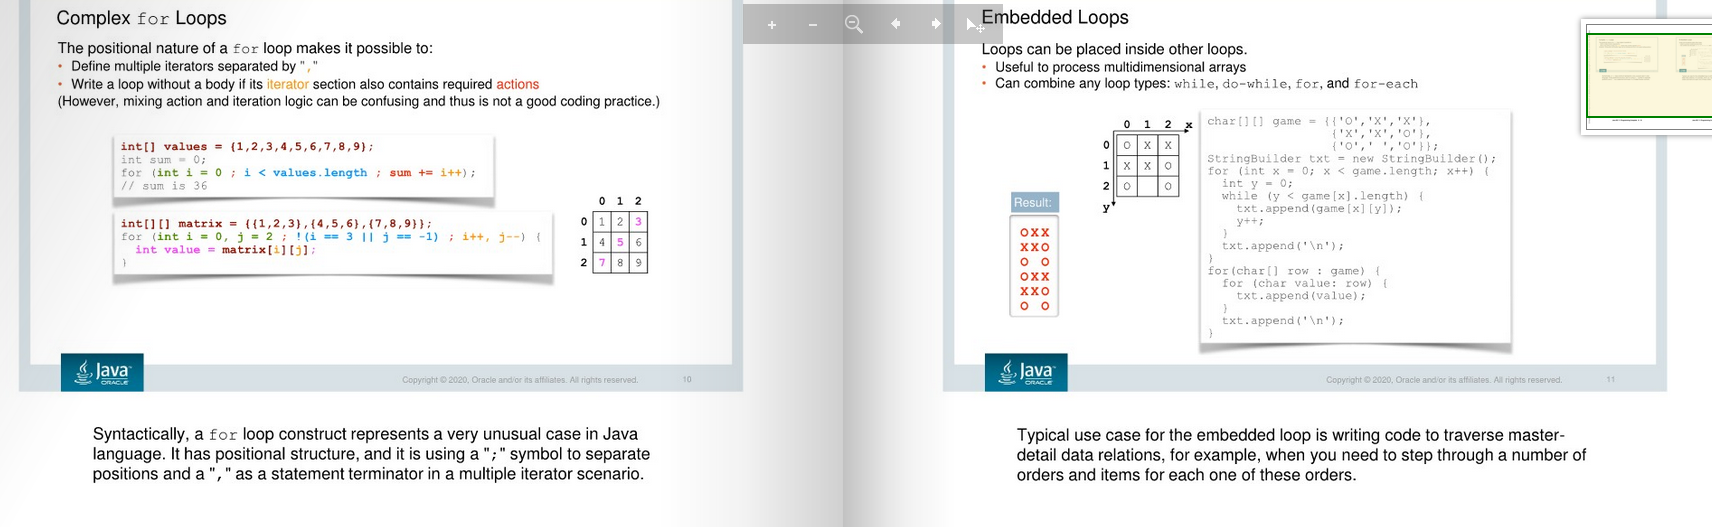 Complex for Loops
The positional nature of a for loop makes it possible to:
• Define multiple iterators separated by ","
• Write a loop without a body if its iterator section also contains required actions
(However, mixing action and iteration logic can be confusing and thus is not a good coding practice.)
int[] values = {1,2,3,4,5,6,7,8,9};
int sum = 0;
for (int i = 0 ; i < values.length ; sum += i++);
// sum is 36
int[][] matrix = {{1,2,3},{4,5,6},{7,8,9}};
for (int i = 0, j = 2 ; !(i == 3 || j == -1) ; i++, j--) {
int value = matrix[i][j];
}
0 1 2
0 1 2 3
1 4 5 6
2 7 8 9
Java
ORACLE
Copyright © 2020, Oracle and/or its affiliates. All rights reserved. 10
Syntactically, a for loop construct represents a very unusual case in Java
language. It has positional structure, and it is using a ";" symbol to separate
positions and a "," as a statement terminator in a multiple iterator scenario.
Embedded Loops
Loops can be placed inside other loops.
• Useful to process multidimensional arrays
• Can combine any loop types: while, do-while, for, and for-each
0 1 2 x
0 O X X
1 X X O
2 O O
y
Result:
OXX
XXO
O O
OXX
XXO
O O
char[][] game = {{'O','X','X'},
{'X','X','O'},
{'O',' ','O'}};
StringBuilder txt = new StringBuilder();
for (int x = 0; x < game.length; x++) {
int y = 0;
while (y < game[x].length) {
txt.append(game[x][y]);
y++;
}
txt.append('\n');
}
for(char[] row : game) {
for (char value: row) {
txt.append(value);
}
txt.append('\n');
}
Java
ORACLE
Copyright © 2020, Oracle and/or its affiliates. All rights reserved. 11
Typical use case for the embedded loop is writing code to traverse master-
detail data relations, for example, when you need to step through a number of
orders and items for each one of these orders.